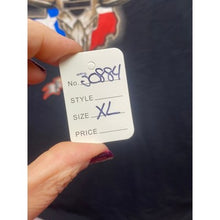 No. 30884
STYLE
SIZE XL
PRICE